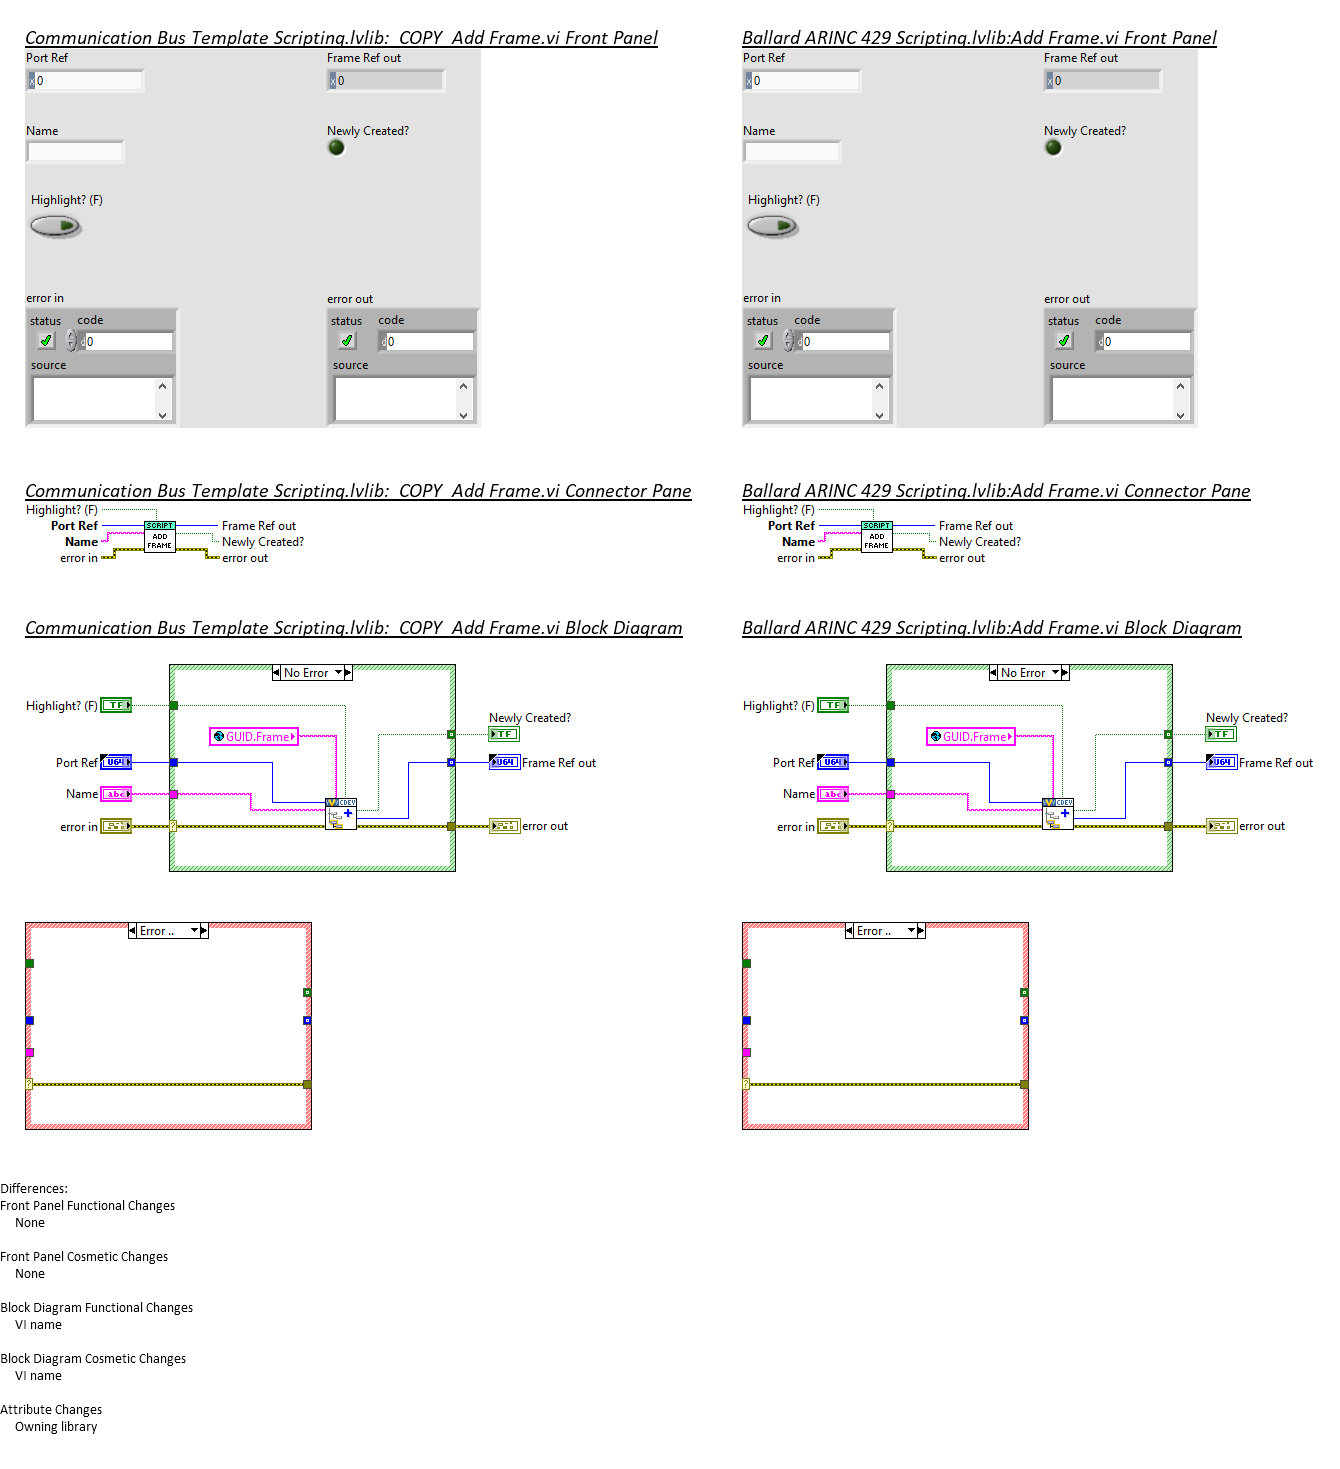 Communication Bus Template Scripting.lvlib:  COPY  Add Frame.vi Front Panel
Port Ref
x 0
Frame Ref out
x 0
Name
Newly Created?
Highlight? (F)
error in
status code
d 0
source
error out
status code
d 0
source
Ballard ARINC 429 Scripting.lvlib:Add Frame.vi Front Panel
Port Ref
x 0
Frame Ref out
x 0
Name
Newly Created?
Highlight? (F)
error in
status code
d 0
source
error out
status code
d 0
source
Communication Bus Template Scripting.lvlib:  COPY  Add Frame.vi Connector Pane
Highlight? (F)
Port Ref
Name
error in
SCRIPT
ADD
FRAME
Frame Ref out
Newly Created?
error out
Ballard ARINC 429 Scripting.lvlib:Add Frame.vi Connector Pane
Highlight? (F)
Port Ref
Name
error in
SCRIPT
ADD
FRAME
Frame Ref out
Newly Created?
error out
Communication Bus Template Scripting.lvlib:  COPY  Add Frame.vi Block Diagram
No Error
Highlight? (F) TF
GUID.Frame
Newly Created?
TF
Port Ref U64
U64 Frame Ref out
Name abc
CDEV
error in
?
error out
Error ..
?
Ballard ARINC 429 Scripting.lvlib:Add Frame.vi Block Diagram
No Error
Highlight? (F) TF
GUID.Frame
Newly Created?
TF
Port Ref U64
U64 Frame Ref out
Name abc
CDEV
error in
?
error out
Error ..
?
Differences:
Front Panel Functional Changes
None
Front Panel Cosmetic Changes
None
Block Diagram Functional Changes
VI name
Block Diagram Cosmetic Changes
VI name
Attribute Changes
Owning library